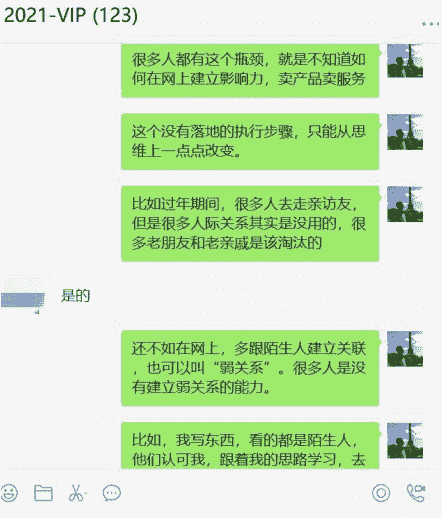 2021-VIP (123)
很多人都有这个瓶颈，就是不知道如
何在网上建立影响力，卖产品卖服务
这个没有落地的执行步骤，只能从思
维上一点点改变。
比如过年期间，很多人去走亲访友，
但是很多人际关系其实是没用的，很
多老朋友和老亲戚是该淘汰的
是的
还不如在网上，多跟陌生人建立关联
，也可以叫“弱关系”。很多人是没
有建立弱关系的能力。
比如，我写东西，看的都是陌生人，
他们认可我，跟着我的思路学习，去